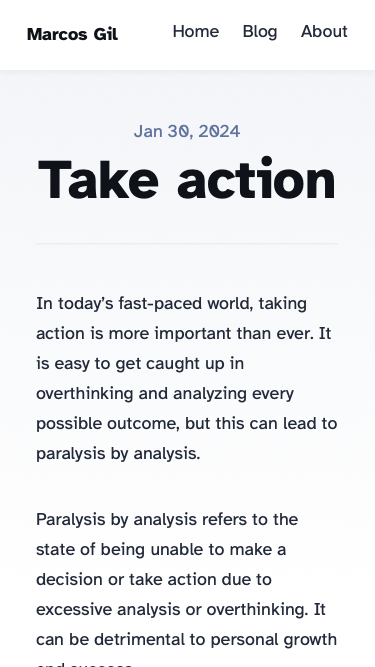 Marcos Gil
Home Blog About
Jan 30, 2024
Take action
In today’s fast-paced world, taking
action is more important than ever. It
is easy to get caught up in
overthinking and analyzing every
possible outcome, but this can lead to
paralysis by analysis.
Paralysis by analysis refers to the
state of being unable to make a
decision or take action due to
excessive analysis or overthinking. It
can be detrimental to personal growth
and success.